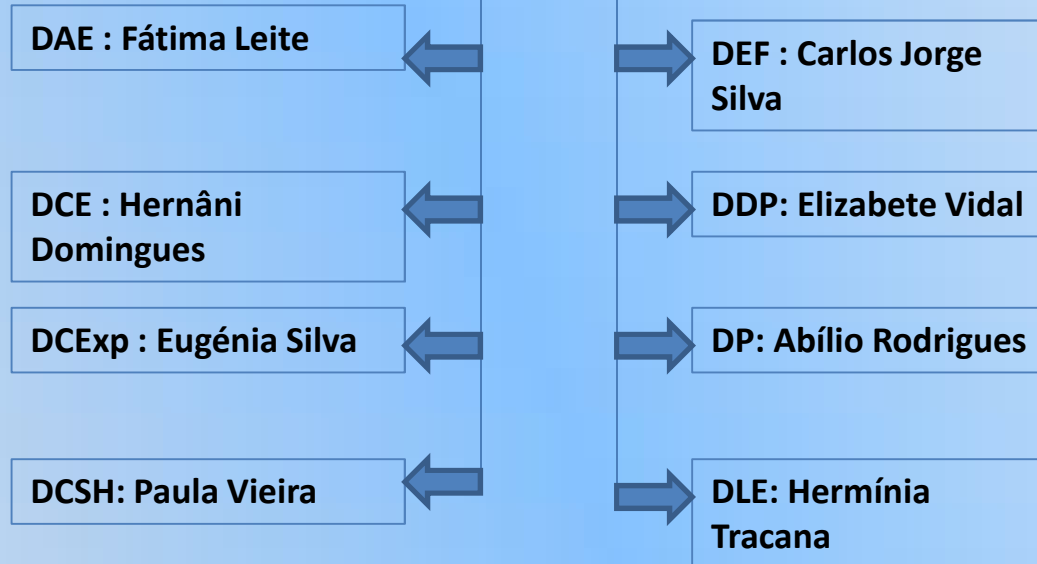 DAE : Fátima Leite
DEF : Carlos Jorge
Silva
DCE : Hernâni
Domingues
DDP: Elizabete Vidal
DCExp : Eugénia Silva
DP: Abílio Rodrigues
DCSH: Paula Vieira
DLE: Hermínia
Tracana